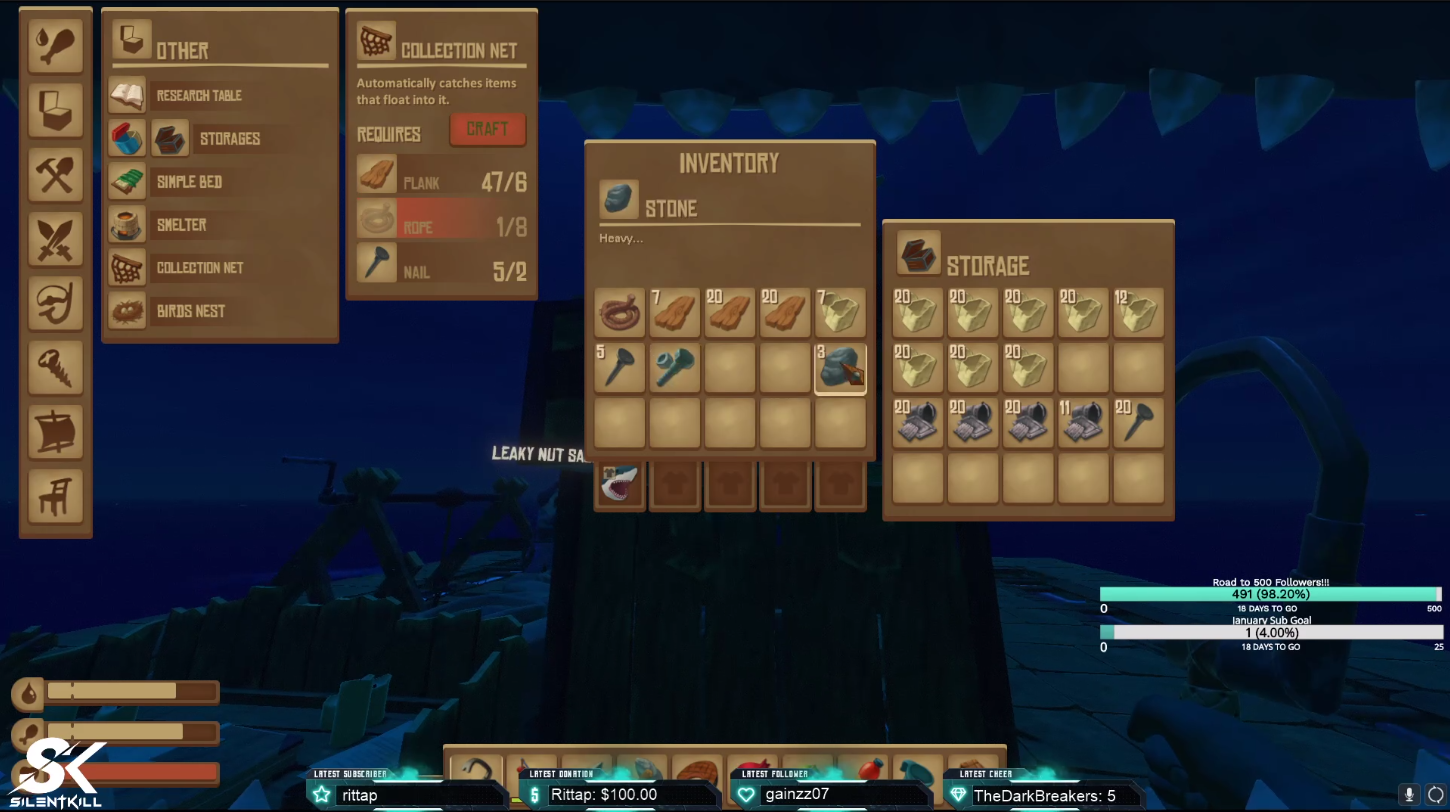 OTHER
RESEARCH TABLE
STORAGES
SIMPLE BED
SMELTER
COLLECTION NET
BIRDS NEST
COLLECTION NET
Automatically catches items
that float into it.
REQUIRES
CRAFT
PLANK 47/6
ROPE 1/8
NAIL 5/2
INVENTORY
STONE
Heavy...
7 20 20 7
5 3
STORAGE
20 20 20 20 12
20 20 20
20 20 20 11 20
LEAKY NUT SA
Road to 500 Followers!!!
491 (98.20%)
0 18 DAYS TO GO 500
January Sub Goal
1 (4.00%)
0 18 DAYS TO GO 25
SK
SILENTKILL
LATEST SUBSCRIBER
rittap
LATEST DONATION
Rittap: $100.00
LATEST FOLLOWER
gainzz07
LATEST CHEER
TheDarkBreakers: 5